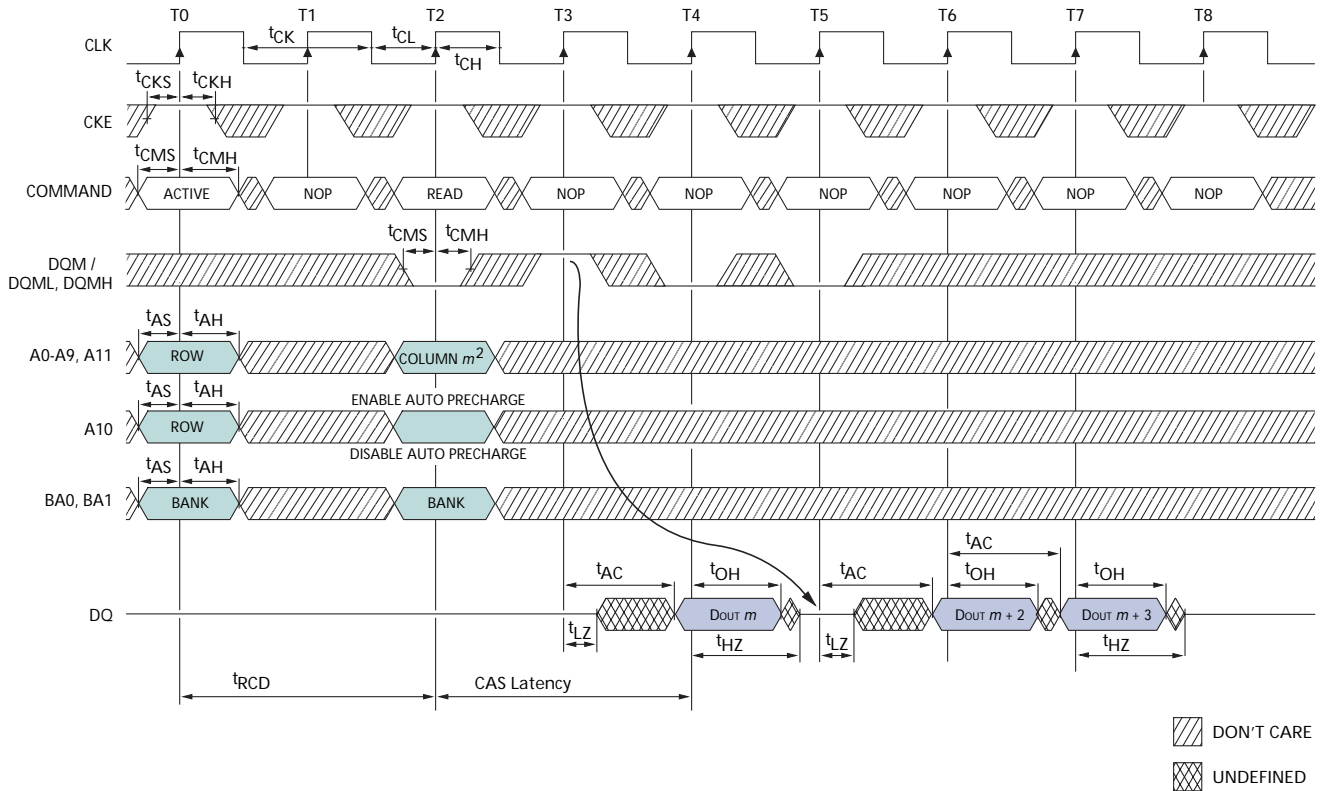 T0 T1 T2 T3 T4 T5 T6 T7 T8
CLK
tCK tCL
tCH
tCKS tCKH
CKE
tCMS tCMH
COMMAND ACTIVE NOP READ NOP NOP NOP NOP NOP NOP
tCMS tCMH
DQM /
DQML, DQMH
tAS tAH
A0-A9, A11 ROW COLUMN m2
tAS tAH ENABLE AUTO PRECHARGE
A10 ROW
DISABLE AUTO PRECHARGE
tAS tAH
BA0, BA1 BANK BANK
tAC
tAC tOH tAC tOH tOH
DQ DOUT m DOUT m + 2 DOUT m + 3
tLZ tHZ tLZ tHZ
tRCD CAS Latency
DON'T CARE
UNDEFINED